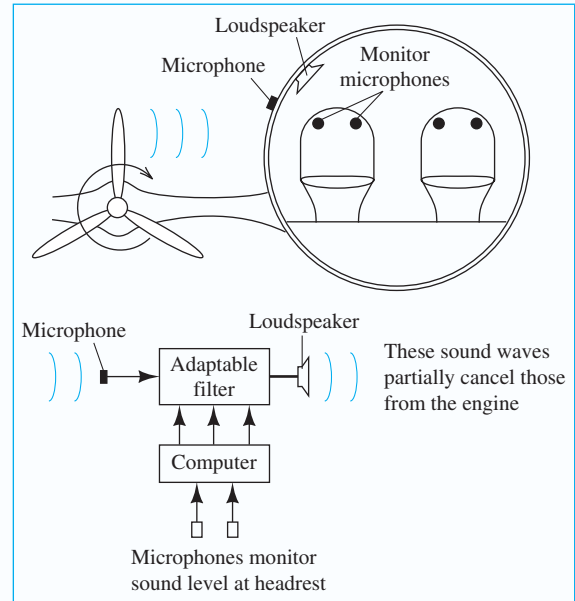 Loudspeaker
Microphone
Monitor
microphones
Microphone
Loudspeaker
Adaptable
filter
These sound waves
partially cancel those
from the engine
Computer
Microphones monitor
sound level at headrest